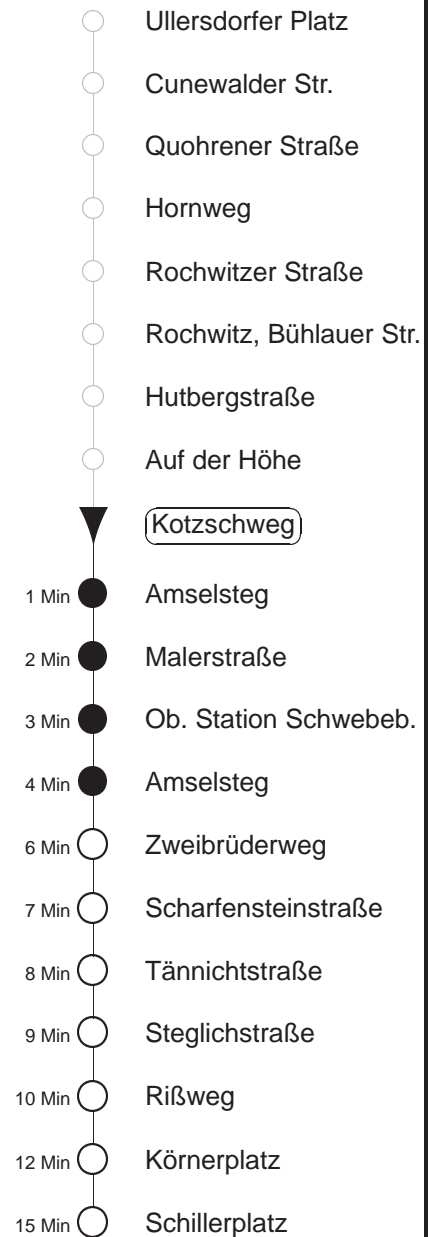 Ullersdorfer Platz
Cunewalder Str.
Quohrener Straße
Hornweg
Rochwitzer Straße
Rochwitz, Bühlauer Str.
Hutbergstraße
Auf der Höhe
Kotzschweg
1 Min Amselsteg
2 Min Malerstraße
3 Min Ob. Station Schwebeb.
4 Min Amselsteg
6 Min Zweibrüderweg
7 Min Scharfensteinstraße
8 Min Tännichtstraße
9 Min Steglichstraße
10 Min Rißweg
12 Min Körnerplatz
15 Min Schillerplatz